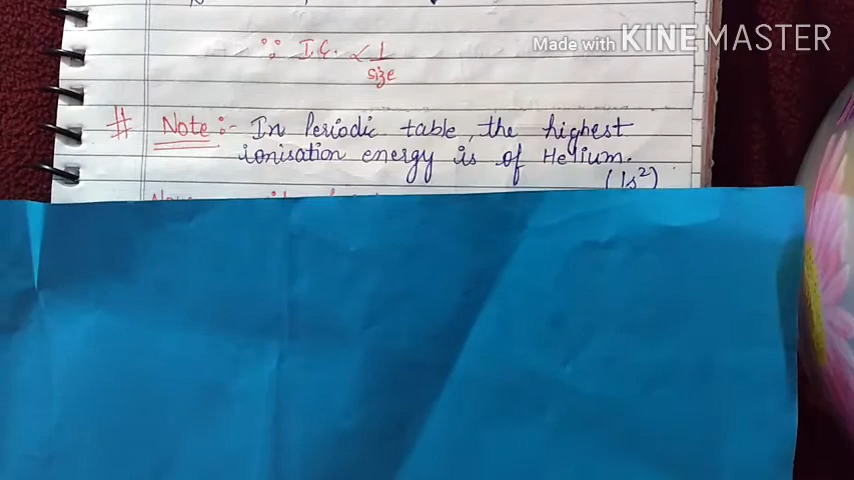 Made with KINEMASTER
∵ I.E. ∝ 1/size
# Note :- In Periodic table, the highest
ionisation energy is of Helium.
(1s²)